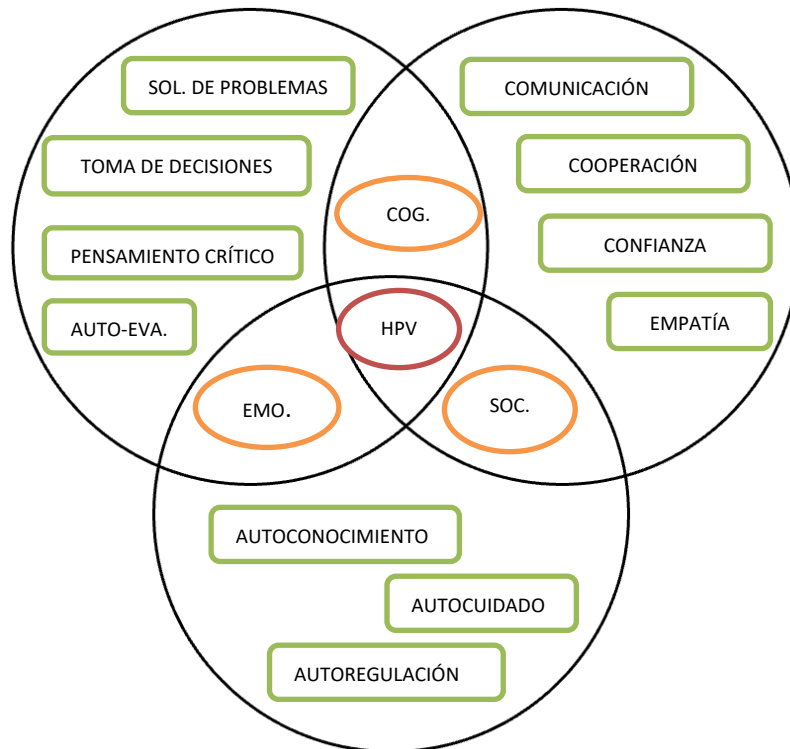 SOL. DE PROBLEMAS
COMUNICACIÓN
TOMA DE DECISIONES
COOPERACIÓN
COG.
PENSAMIENTO CRÍTICO
CONFIANZA
AUTO-EVA.
HPV
EMPATÍA
EMO.
SOC.
AUTOCONOCIMIENTO
AUTOCUIDADO
AUTOREGULACIÓN